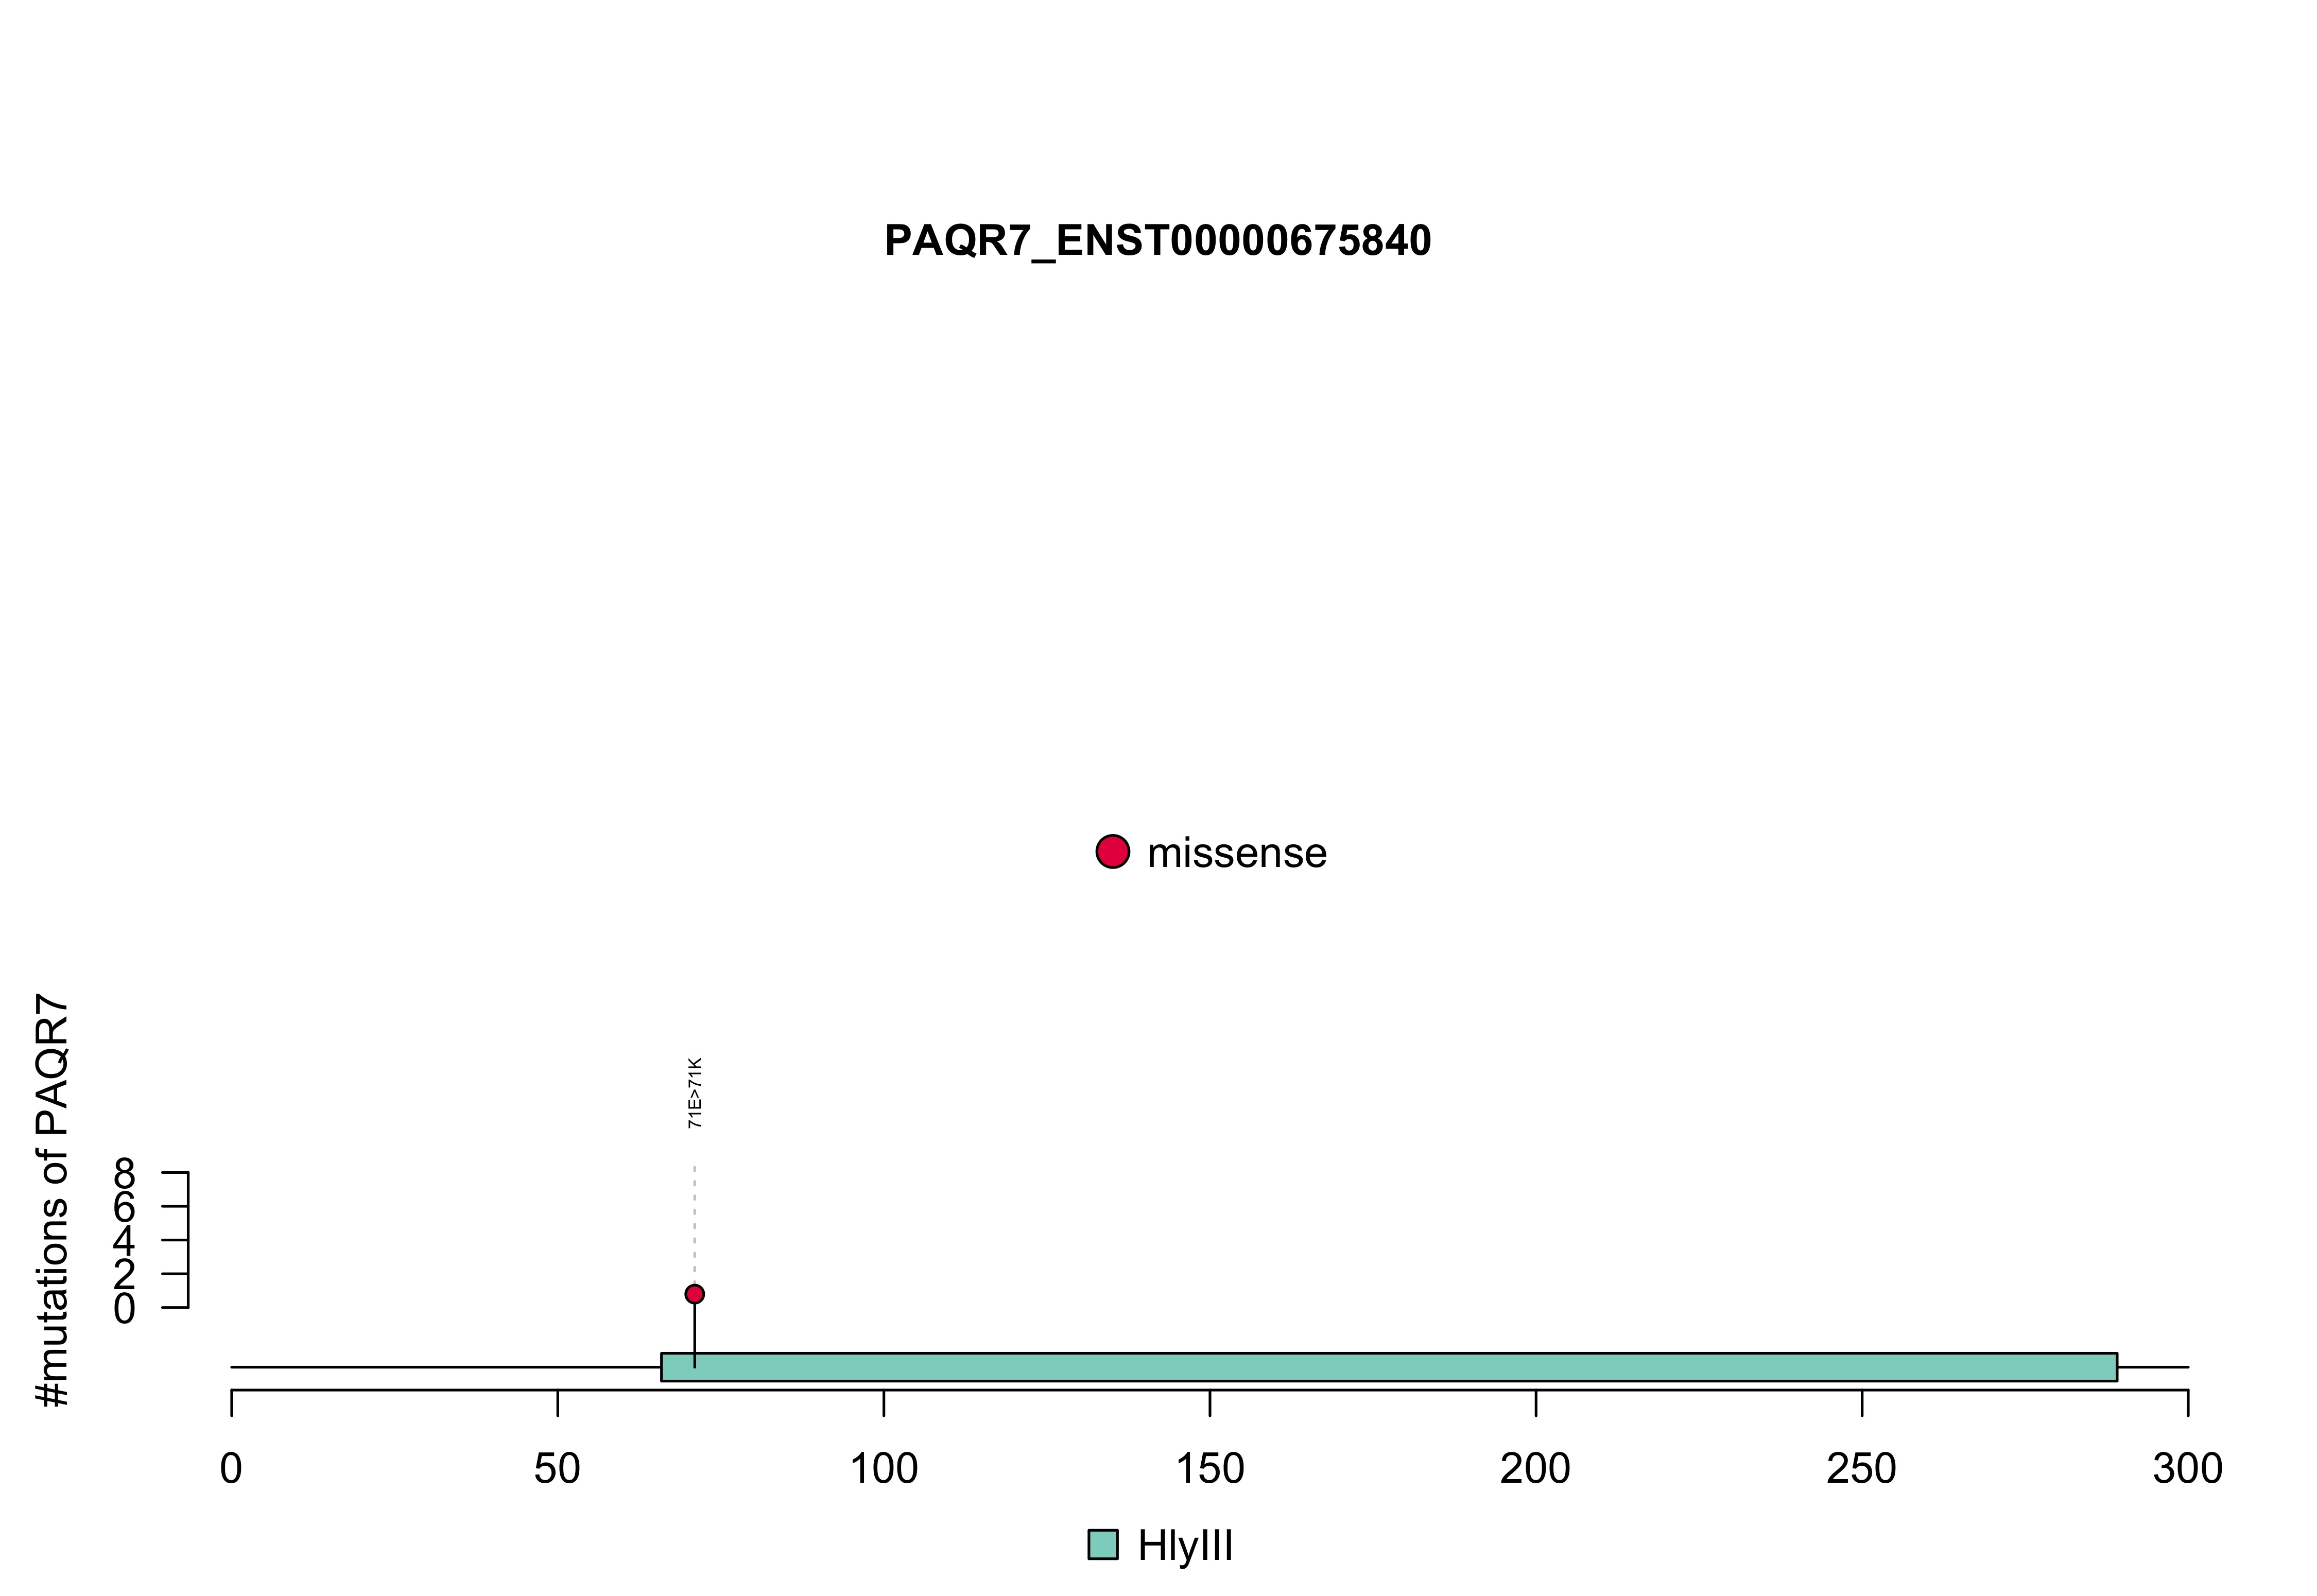 PAQR7_ENST00000675840
missense
#mutations of PAQR7
71E>71K
8
6
4
2
0
0 50 100 150 200 250 300
HlyIII